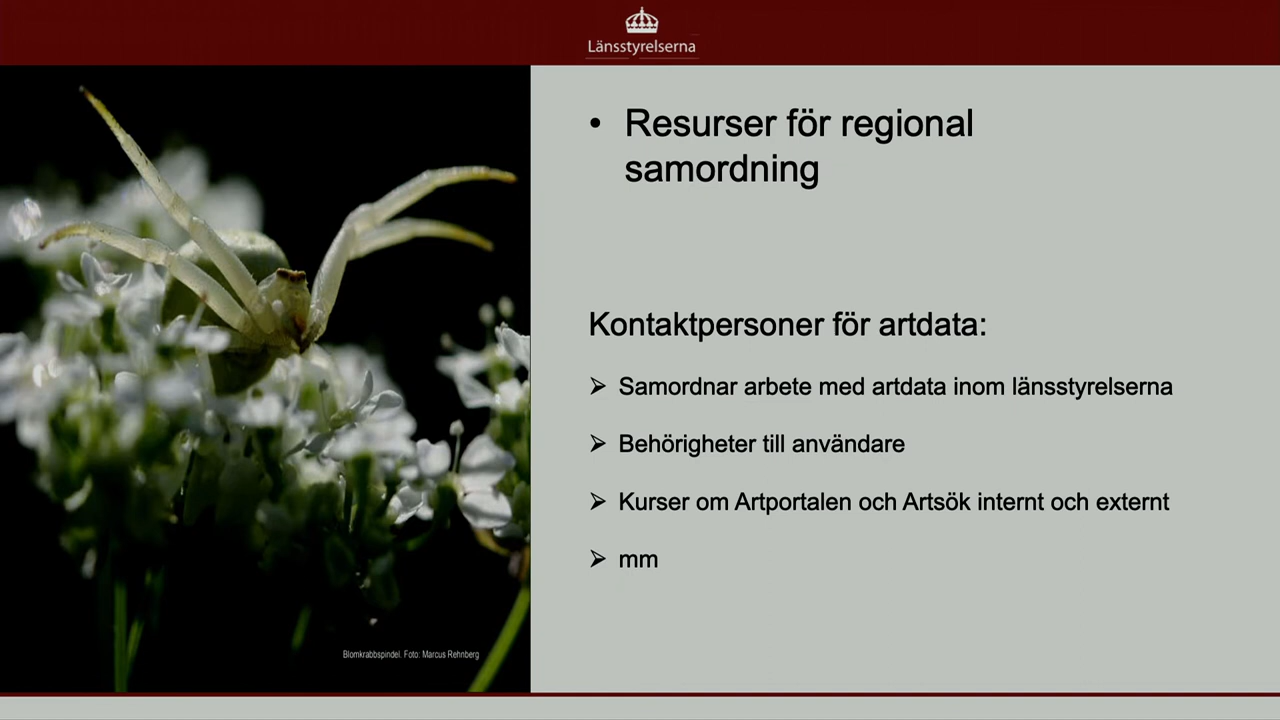 Länsstyrelserna
• Resurser för regional
samordning
Kontaktpersoner för artdata:
➢ Samordnar arbete med artdata inom länsstyrelserna
➢ Behörigheter till användare
➢ Kurser om Artportalen och Artsök internt och externt
➢ mm
Blomkrabbspindel. Foto: Marcus Rehnberg